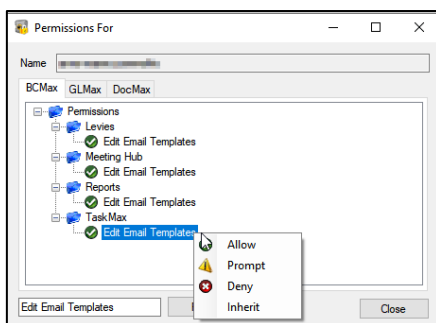 Permissions For
Name
BCMax GLMax DocMax
Permissions
Levies
Edit Email Templates
Meeting Hub
Edit Email Templates
Reports
Edit Email Templates
TaskMax
Edit Email Templates
Allow
Prompt
Deny
Inherit
Edit Email Templates
Close